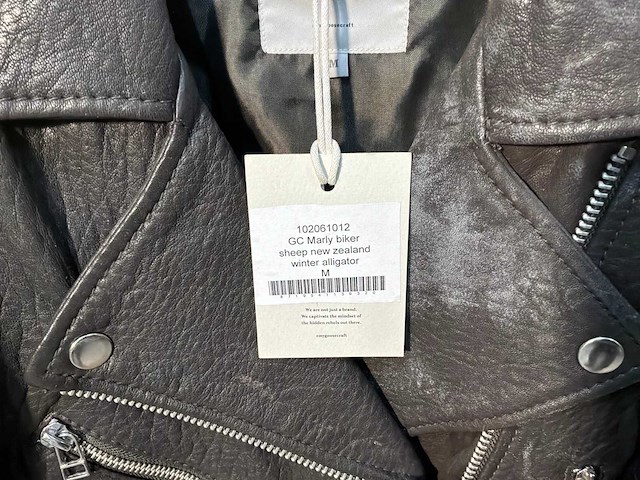 M
102061012
GC Marly biker
sheep new zealand
winter alligator
M
We are not just a brand.
We captivate the mindset of
the hidden rebels out there.